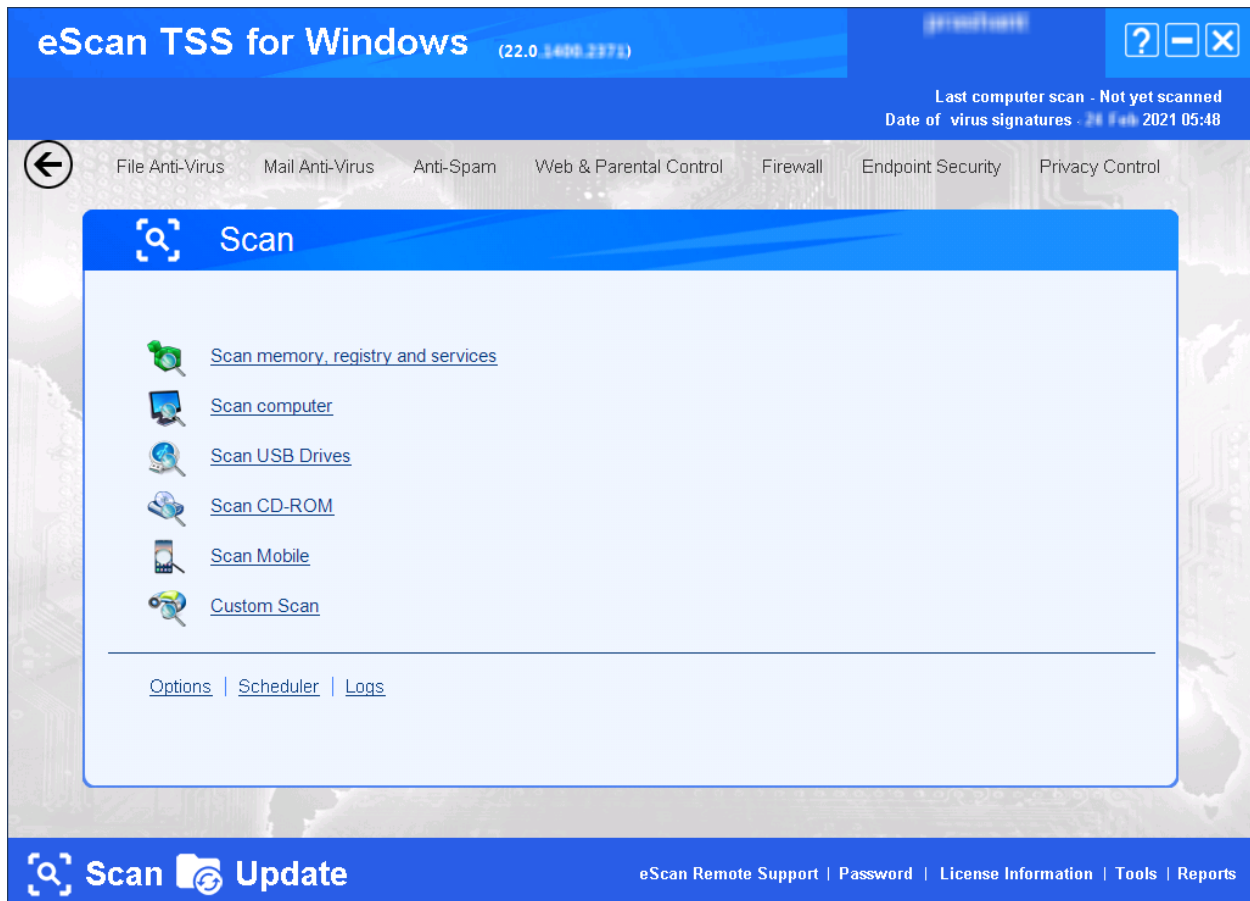 eScan TSS for Windows (22.0
? – X
Last computer scan - Not yet scanned
Date of virus signatures - 2021 05:48
File Anti-Virus Mail Anti-Virus Anti-Spam Web & Parental Control Firewall Endpoint Security Privacy Control
Scan
Scan memory, registry and services
Scan computer
Scan USB Drives
Scan CD-ROM
Scan Mobile
Custom Scan
Options | Scheduler | Logs
Scan Update eScan Remote Support | Password | License Information | Tools | Reports